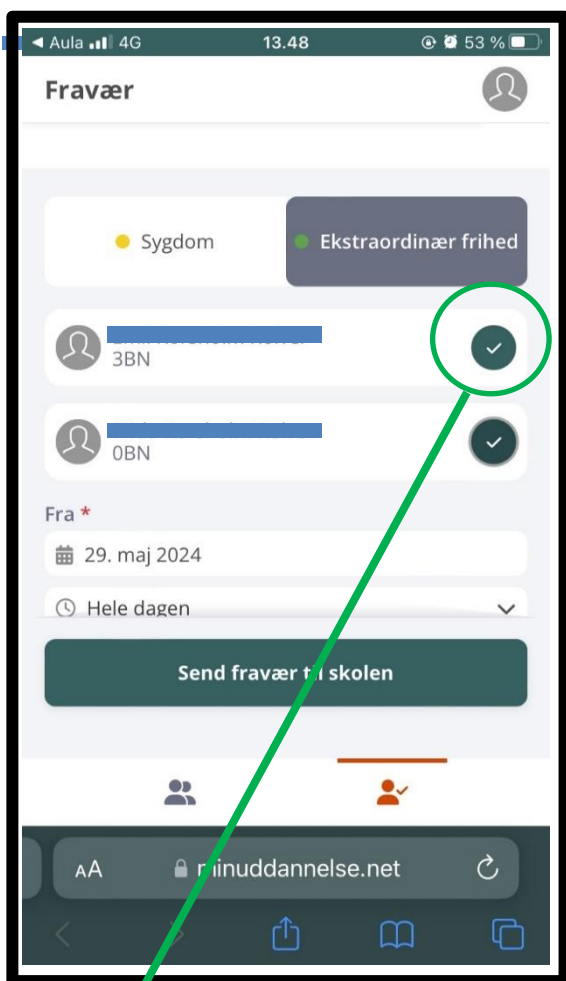 Aula 4G 13.48 53 %
Fravær
Sygdom Ekstraordinær frihed
3BN
0BN
Fra *
29. maj 2024
Hele dagen
Send fravær til skolen
AA minuddannelse.net